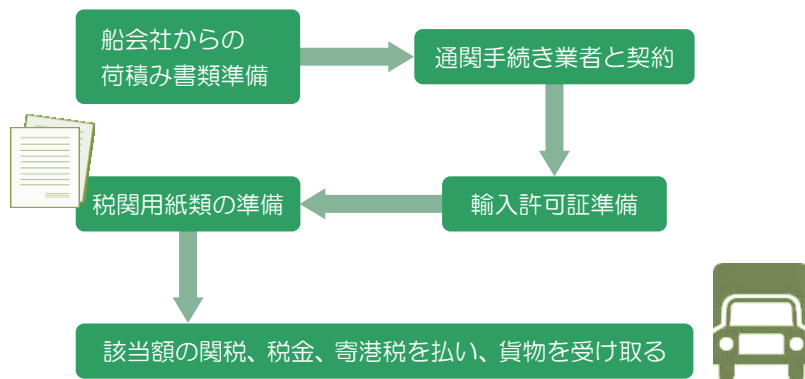 船会社からの
荷積み書類準備
通関手続き業者と契約
輸入許可証準備
税関用紙類の準備
該当額の関税、税金、寄港税を払い、貨物を受け取る